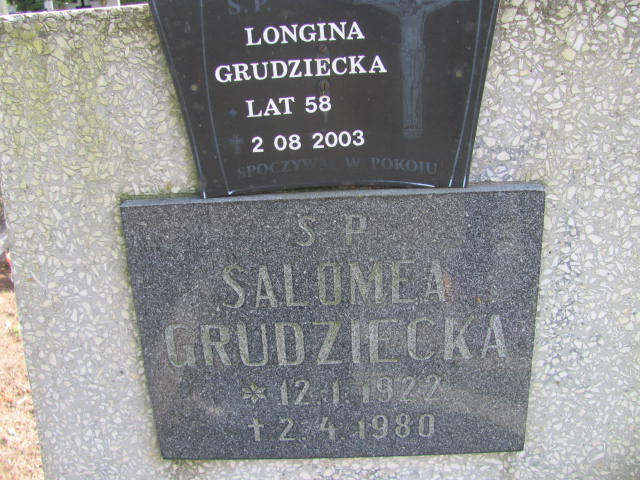 S. P.
LONGINA
GRUDZIECKA
LAT 58
✝ 2 08 2003
SPOCZYWAJ W POKOJU
S P
SALOMEA
GRUDZIECKA
* 12.1.1922
† 2.4.1980